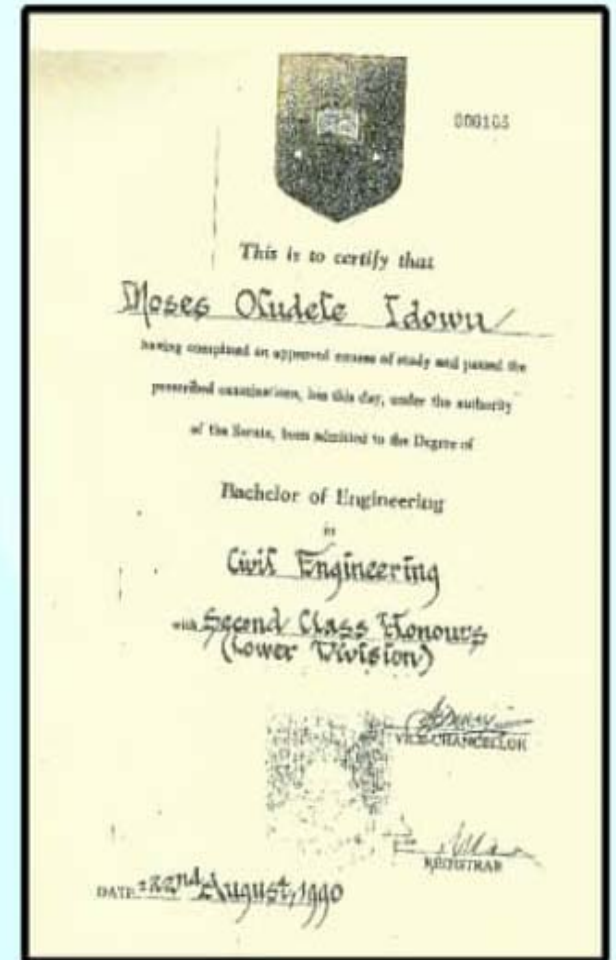 000105
This is to certify that
Moses Oludele Idowu
having completed an approved course of study and passed the
prescribed examinations, has this day, under the authority
of the Senate, been admitted to the Degree of
Bachelor of Engineering
in
Civil Engineering
with Second Class Honours
(Lower Division)
VICE-CHANCELLOR
REGISTRAR
DATE 22nd August, 1990